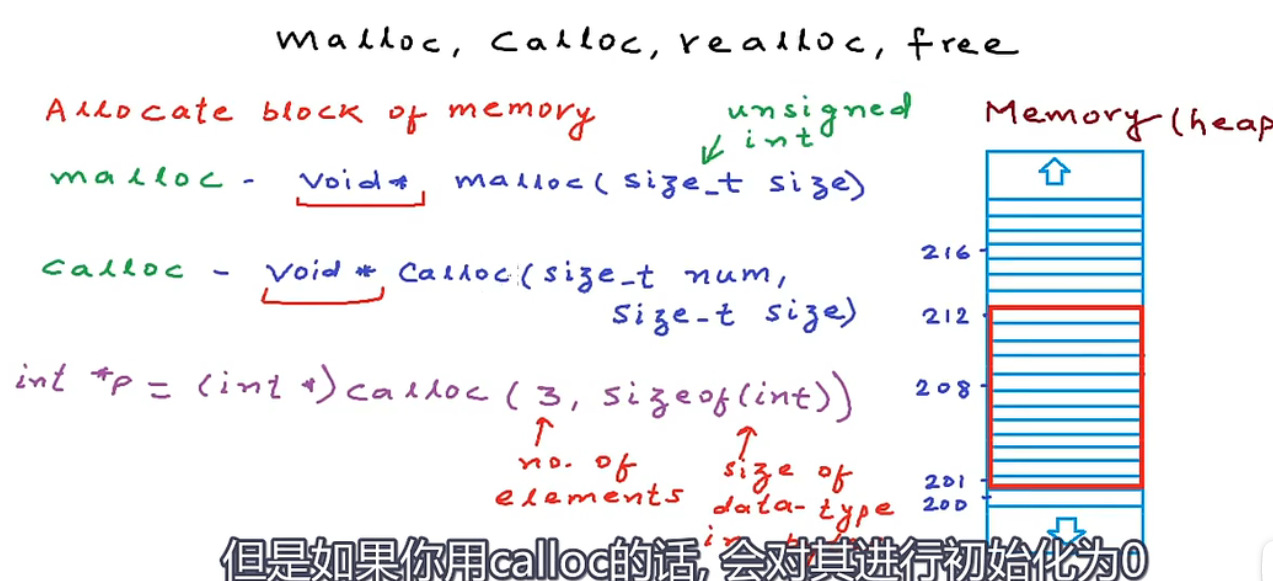 malloc, calloc, realloc, free
Allocate block of memory
unsigned
int
Memory (heap
malloc - void* malloc(size_t size)
calloc - void * calloc(size_t num,
size-t size)
int *p = (int *) calloc ( 3, sizeof(int))
no. of
elements
size of
data-type
216
212
208
201
200
但是如果你用calloc的话, 会对其进行初始化为0